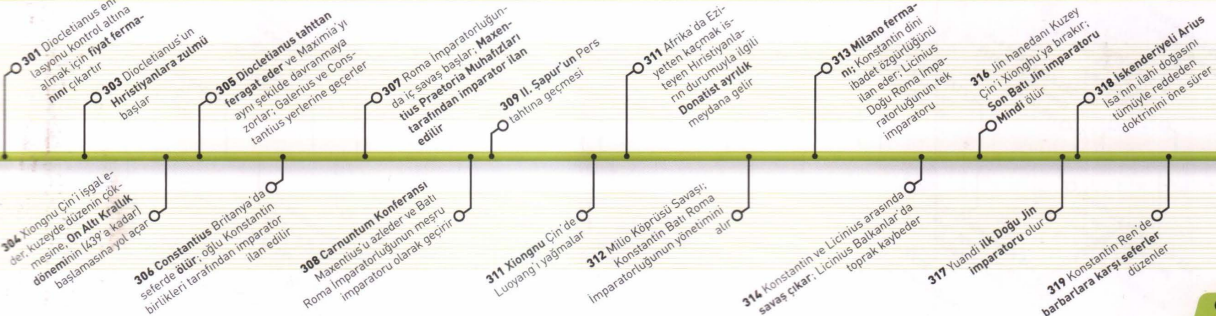 301 Diocletianus enf-
lasyonu kontrol altına
almak için fiyat ferma-
nını çıkartır
303 Diocletianus'un
Hıristiyanlara zulmü
başlar
305 Diocletianus tahttan
feragat eder ve Maximia'yı
aynı şekilde davranmaya
zorlar; Galerius ve Cons-
tantius yerlerine geçerler
307 Roma İmparatorluğun-
da iç savaş başlar; Maxen-
tius Praetoria Muhafızları
tarafından İmparator ilan
edilir
309 II. Şapur'un Pers
tahtına geçmesi
311 Afrika'da Ezi-
yetten kaçmak is-
teyen Hıristiyanla-
rın durumuyla ilgili
Donatist ayrılık
meydana gelir
313 Milano ferma-
nı; Konstantin dini
ibadet özgürlüğünü
ilan eder; Licinius
Doğu Roma İmpa-
ratorluğunun tek
imparatoru
316 Jin hanedanı Kuzey
Çin'i Xionghu'ya bırakır;
Son Batı Jin İmparatoru
Mindi ölür
318 İskenderiyeli Arius
İsa'nın ilahi doğasını
tümüyle reddeden
doktrinini öne sürer
304 Xiongnu Çin'i işgal e-
der, kuzeyde düzenin çök-
mesine, On Altı Krallık
döneminin (439'a kadar)
başlamasına yol açar
306 Constantius Britanya'da
seferde ölür; oğlu Konstantin
birlikleri tarafından imparator
ilan edilir
308 Carnuntum Konferansı
Maxentius'u azleder ve Batı
Roma İmparatorluğunun meşru
imparatoru olarak geçirir
311 Xiongnu Çin'de
Luoyang'ı yağmalar
312 Milio Köprüsü Savaşı;
Konstantin Batı Roma
İmparatorluğunun yönetimini
alır
314 Konstantin ve Licinius arasında
savaş çıkar; Licinius Balkanlar'da
toprak kaybeder
317 Yuandi ilk Doğu Jin
imparatoru olur
319 Konstantin Ren'de
barbarlara karşı seferler
düzenler